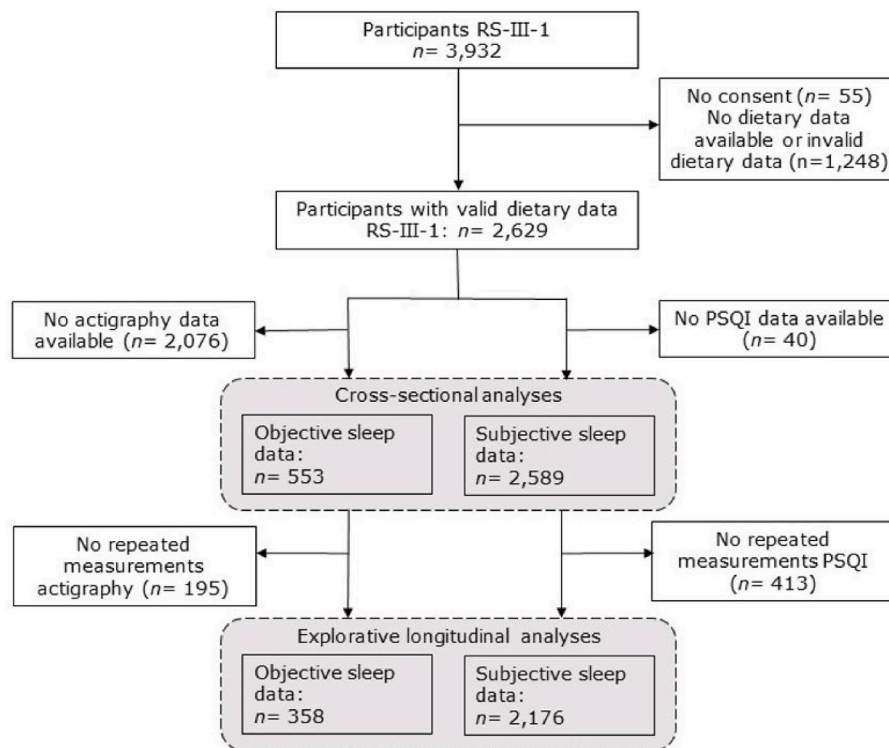 Participants RS-III-1
n= 3,932
No consent (n= 55)
No dietary data
available or invalid
dietary data (n=1,248)
Participants with valid dietary data
RS-III-1: n= 2,629
No actigraphy data
available (n= 2,076)
No PSQI data available
(n= 40)
Cross-sectional analyses
Objective sleep
data:
n= 553
Subjective sleep
data:
n= 2,589
No repeated
measurements
actigraphy (n= 195)
No repeated
measurements PSQI
(n= 413)
Explorative longitudinal analyses
Objective sleep
data:
n= 358
Subjective sleep
data:
n= 2,176